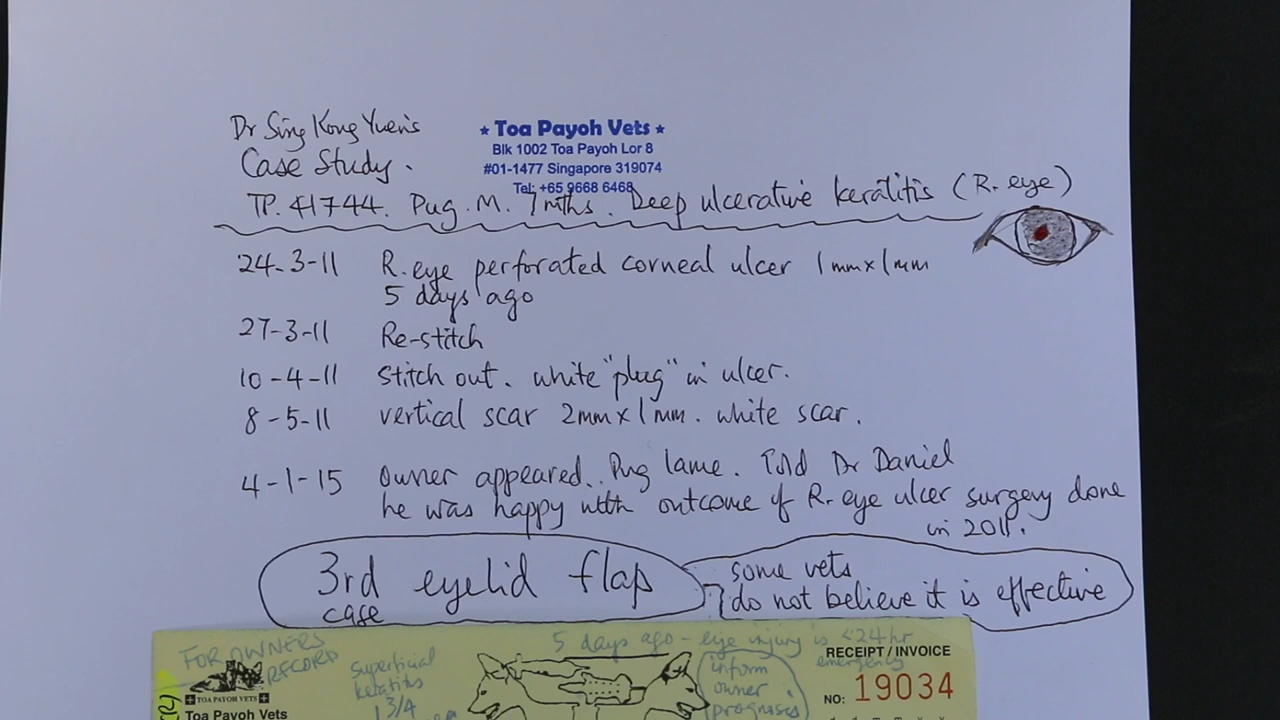 Dr Sing Kong Yuen's
Case Study.
★ Toa Payoh Vets ★
Blk 1002 Toa Payoh Lor 8
#01-1477 Singapore 319074
Tel: +65 9668 6468
TP. 41744. Pug. M. 7 mths. Deep ulcerative keratitis (R. eye)
24-3-11 R. eye perforated corneal ulcer 1mm x 1mm
5 days ago
27-3-11 Re-stitch
10-4-11 Stitch out. white "plug" in ulcer.
8-5-11 vertical scar 2mm x 1mm. white scar.
4-1-15 Owner appeared.. Pug lame. Told Dr Daniel
he was happy with outcome of R. eye ulcer surgery done
in 2011.
3rd eyelid flap
case
some vets
do not believe it is effective
FOR OWNERS
RECORD
TOA PAYOH VETS
Toa Payoh Vets
Superficial
keratitis
1 3/4
5 days ago - eye injury is <24hr
emergency
inform
owner
prognoses
RECEIPT / INVOICE
NO: 19034